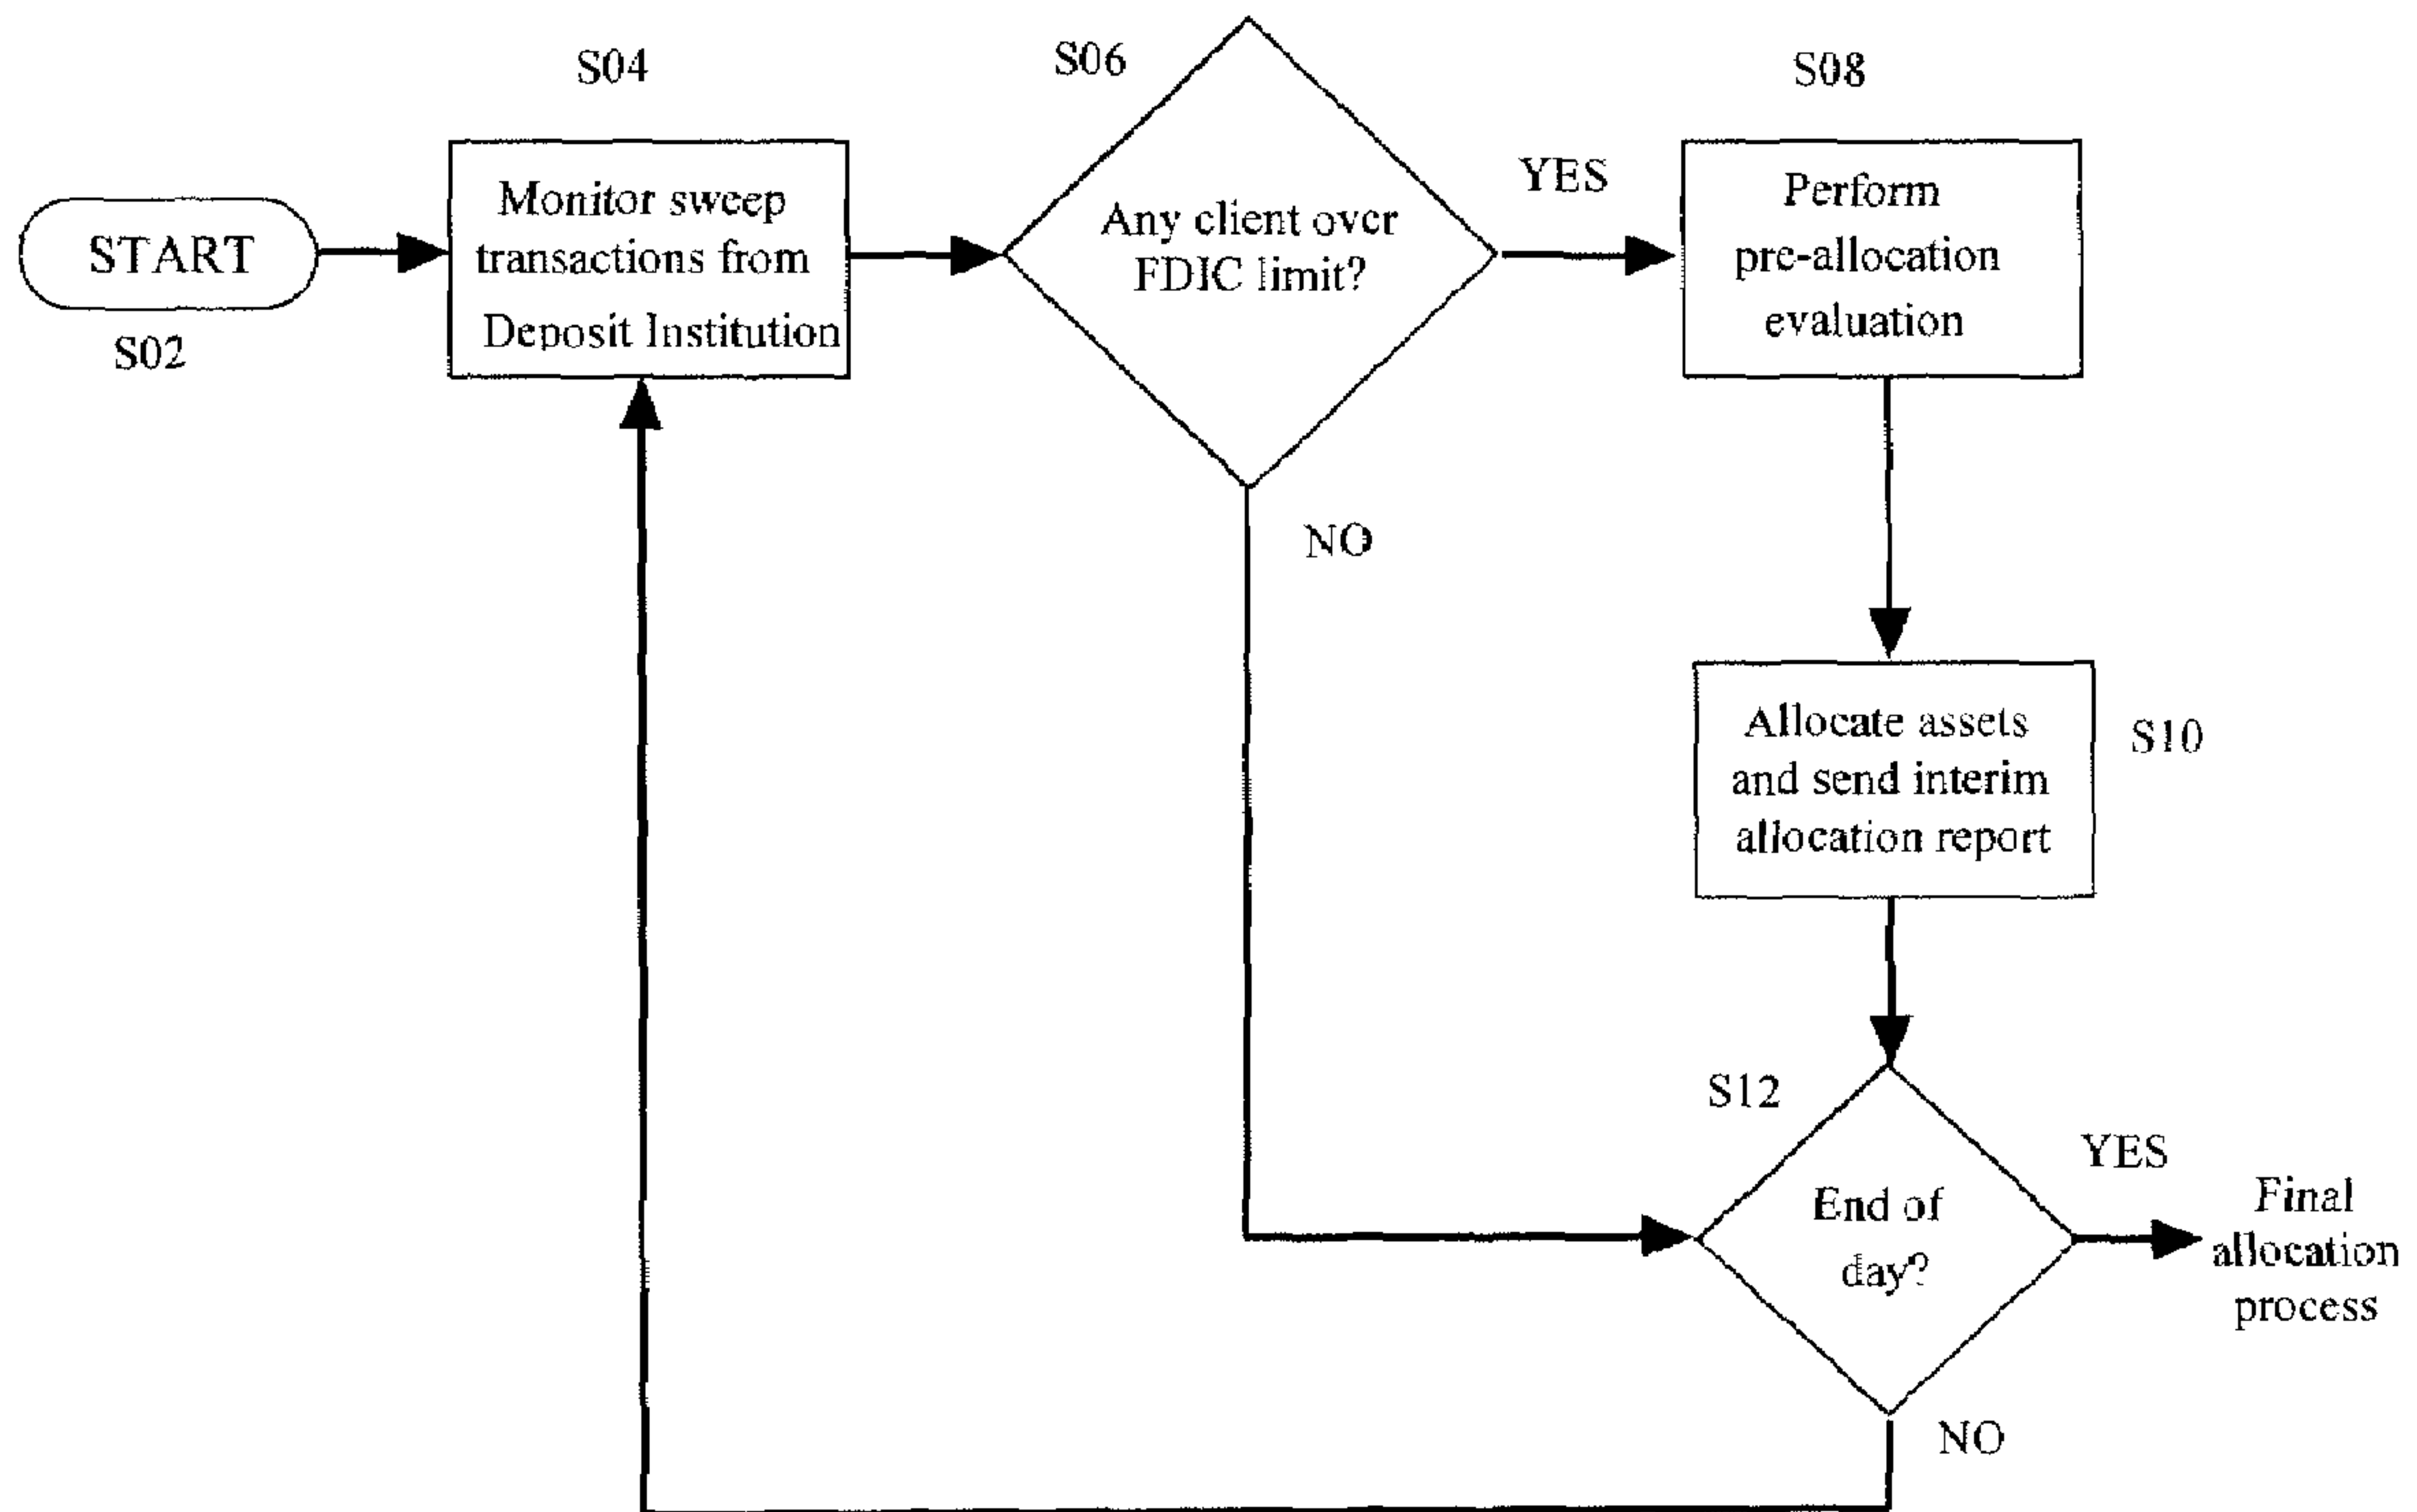 S04
S06
S08
START
S02
Monitor sweep
transactions from
Deposit Institution
Any client over
FDIC limit?
YES
NO
Perform
pre-allocation
evaluation
Allocate assets
and send interim
allocation report
S10
S12
End of
day?
YES
NO
Final
allocation
process